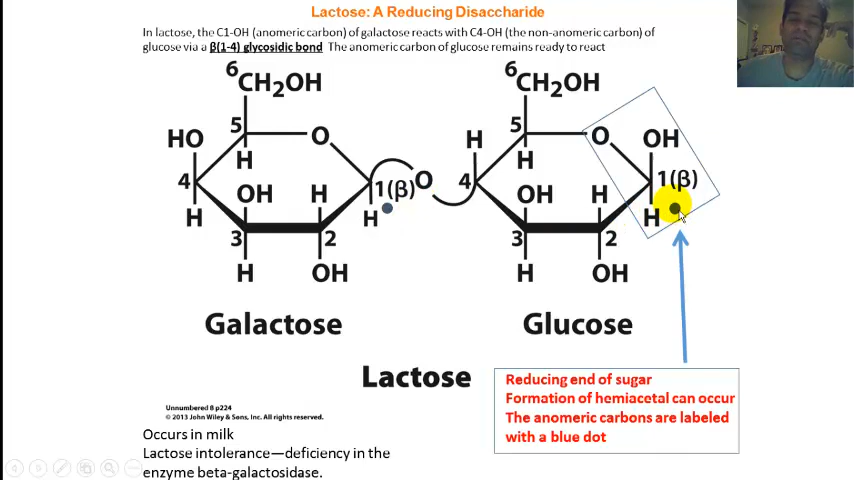 Lactose: A Reducing Disaccharide
In lactose, the C1-OH (anomeric carbon) of galactose reacts with C4-OH (the non-anomeric carbon) of
glucose via a β(1-4) glycosidic bond  The anomeric carbon of glucose remains ready to react
6
CH2OH
6
CH2OH
HO
5
O
H
5
O
OH
H
H
4
OH
H
1(β)
O
4
OH
H
1(β)
H
H
H
3
2
3
2
H
OH
H
OH
Galactose
Glucose
Lactose
Reducing end of sugar
Formation of hemiacetal can occur
The anomeric carbons are labeled
with a blue dot
Unnumbered 8 p224
© 2013 John Wiley & Sons, Inc. All rights reserved.
Occurs in milk
Lactose intolerance—deficiency in the
enzyme beta-galactosidase.